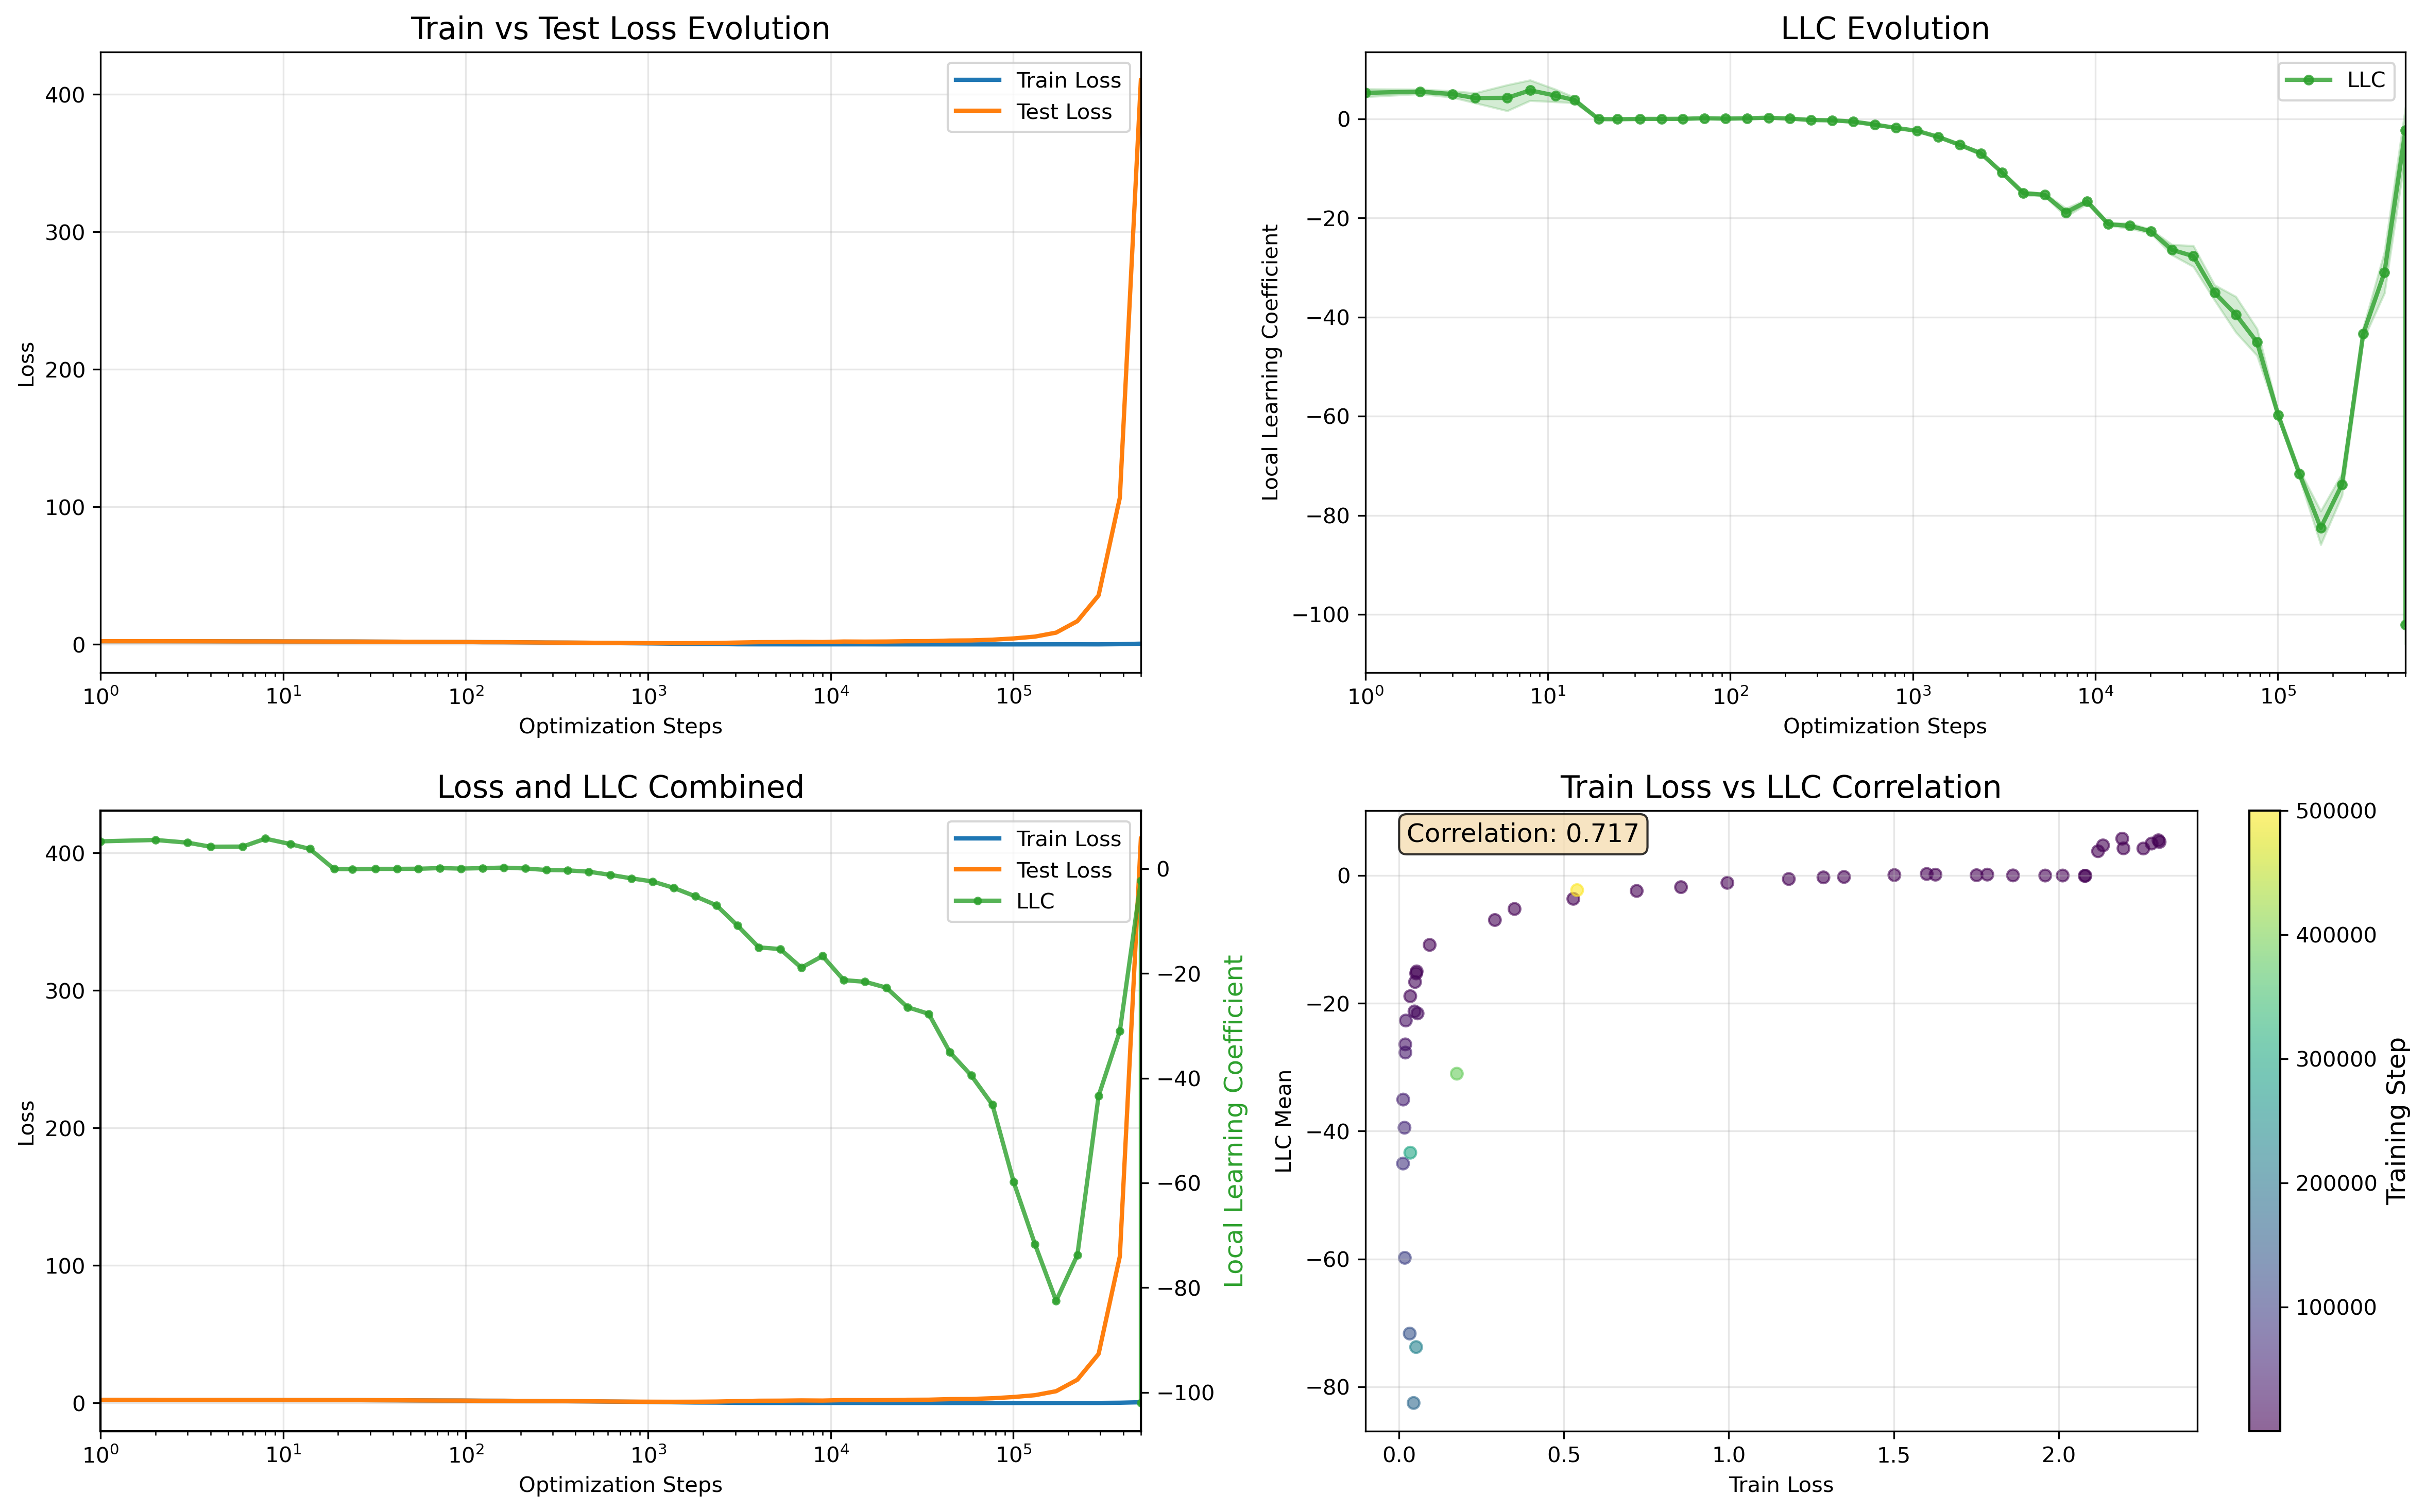 Train vs Test Loss Evolution
Train Loss
Test Loss
400
300
200
100
0
Loss
10⁰ 10¹ 10² 10³ 10⁴ 10⁵
Optimization Steps
LLC Evolution
LLC
0
−20
−40
−60
−80
−100
Local Learning Coefficient
10⁰ 10¹ 10² 10³ 10⁴ 10⁵
Optimization Steps
Loss and LLC Combined
Train Loss
Test Loss
LLC
400
300
200
100
0
Loss
0
−20
−40
−60
−80
−100
Local Learning Coefficient
10⁰ 10¹ 10² 10³ 10⁴ 10⁵
Optimization Steps
Train Loss vs LLC Correlation
Correlation: 0.717
0
−20
−40
−60
−80
LLC Mean
0.0 0.5 1.0 1.5 2.0
Train Loss
500000
400000
300000
200000
100000
Training Step